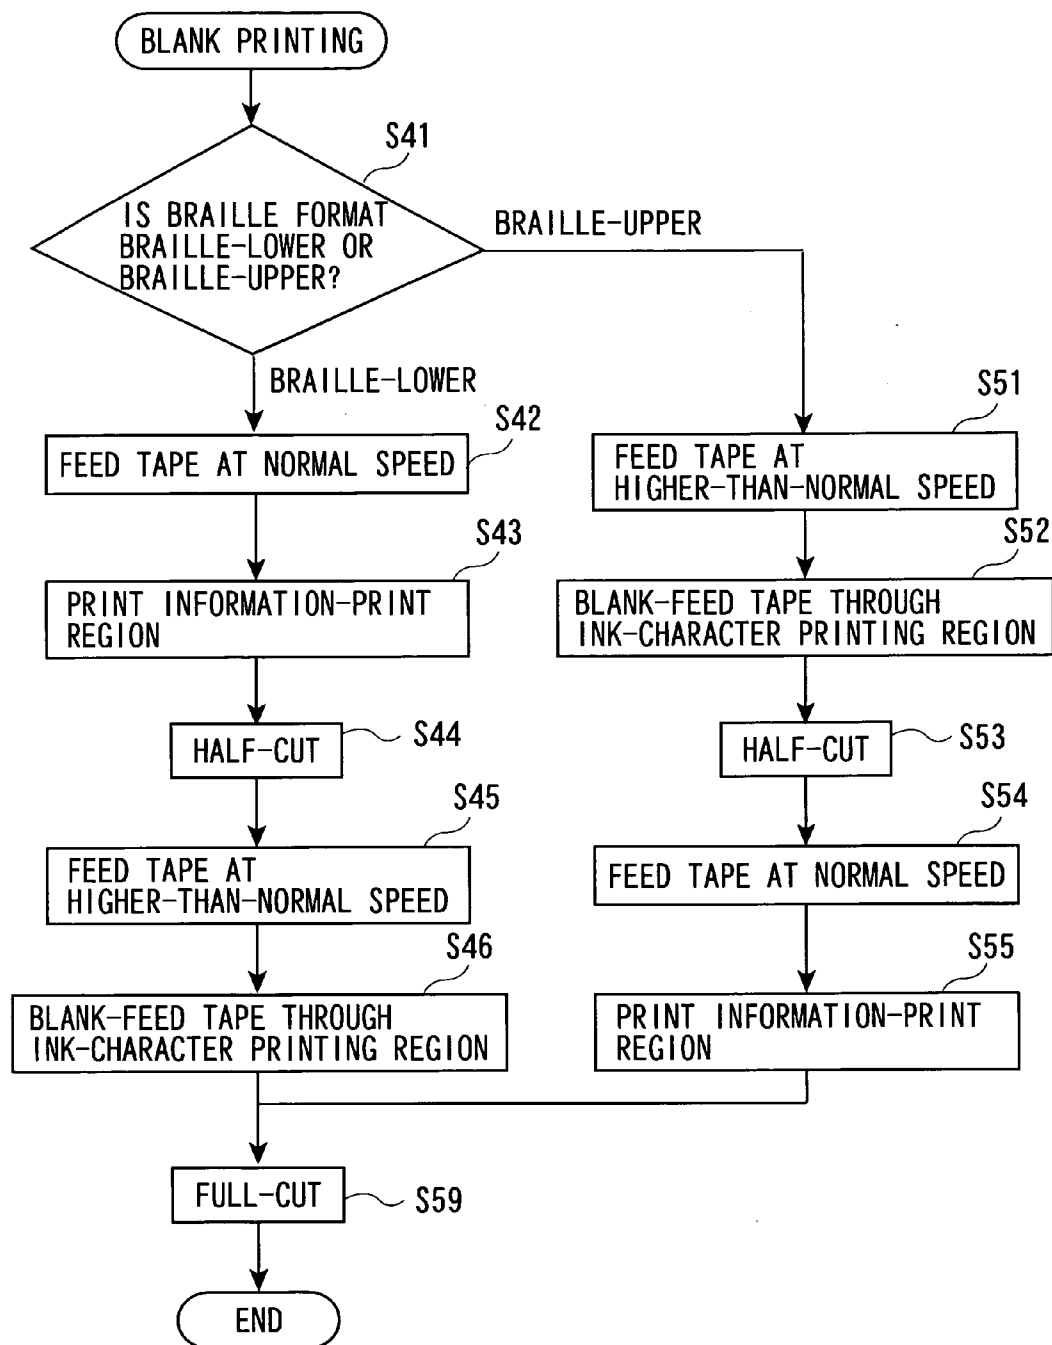 BLANK PRINTING
S41
IS BRAILLE FORMAT
BRAILLE-LOWER OR
BRAILLE-UPPER?
BRAILLE-UPPER
BRAILLE-LOWER
S42
FEED TAPE AT NORMAL SPEED
S43
PRINT INFORMATION-PRINT
REGION
HALF-CUT
S44
S45
FEED TAPE AT
HIGHER-THAN-NORMAL SPEED
S46
BLANK-FEED TAPE THROUGH
INK-CHARACTER PRINTING REGION
S51
FEED TAPE AT
HIGHER-THAN-NORMAL SPEED
S52
BLANK-FEED TAPE THROUGH
INK-CHARACTER PRINTING REGION
HALF-CUT
S53
S54
FEED TAPE AT NORMAL SPEED
S55
PRINT INFORMATION-PRINT
REGION
FULL-CUT
S59
END